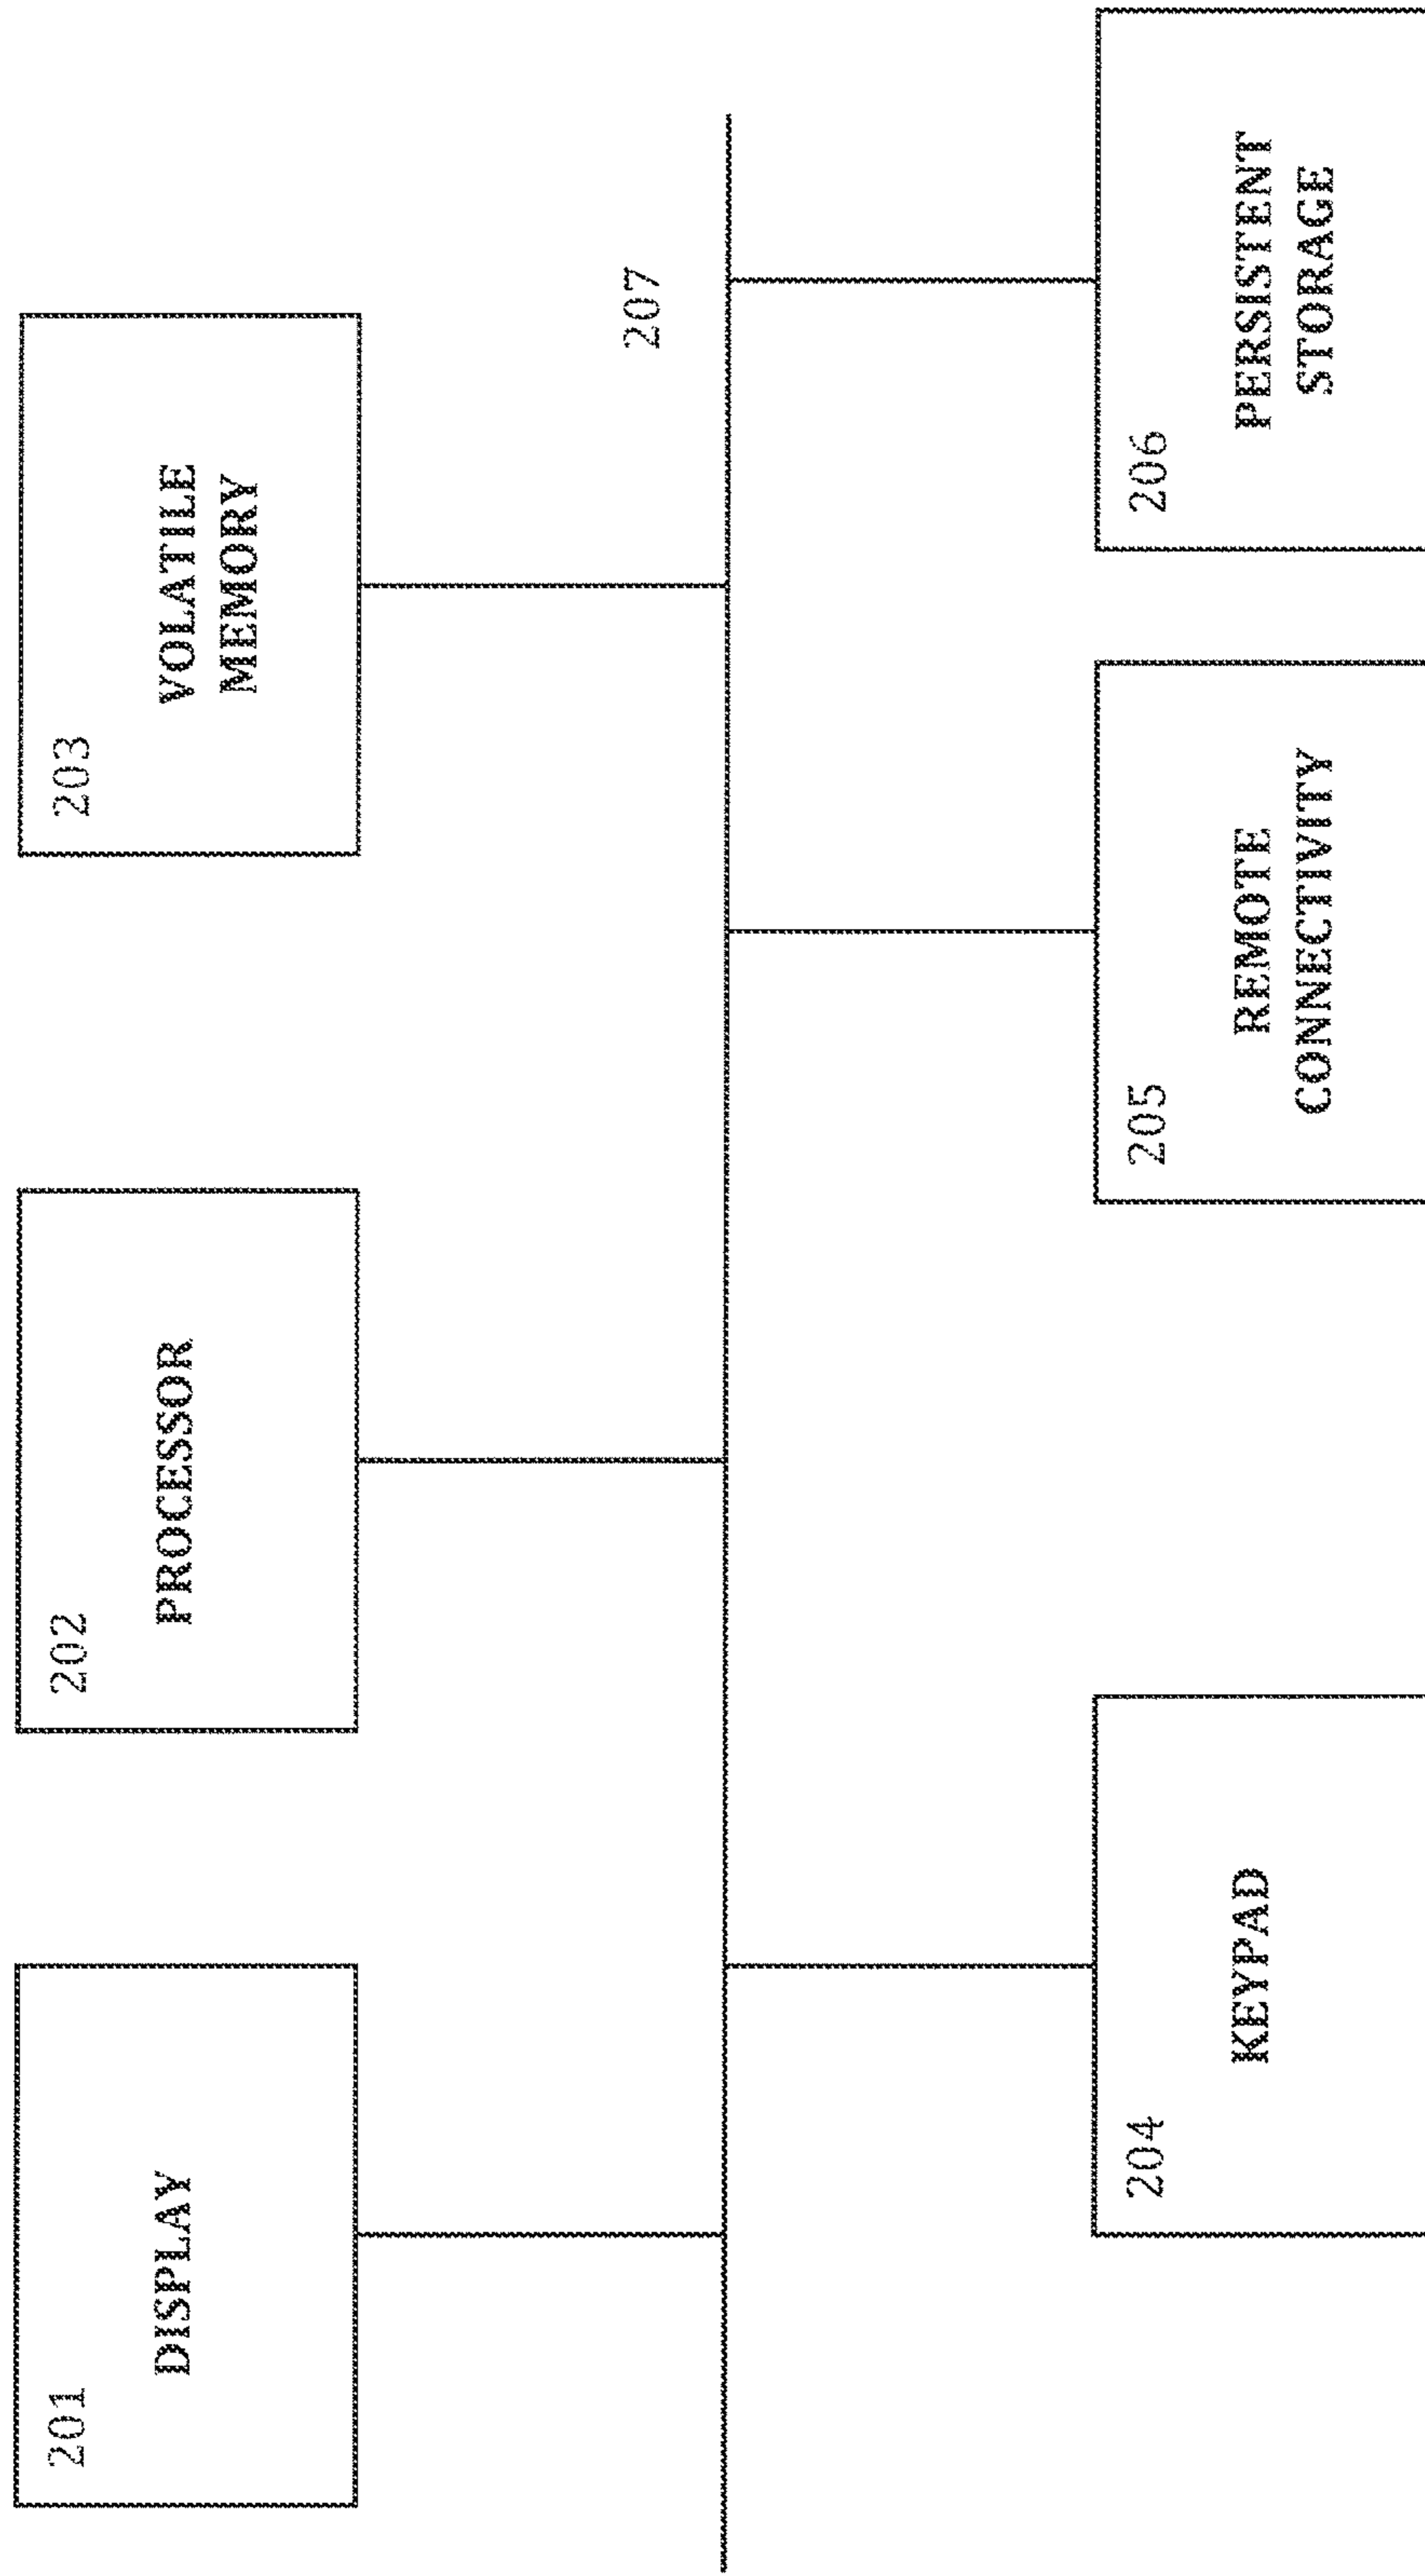 201
DISPLAY
202
PROCESSOR
203
VOLATILE
MEMORY
207
204
KEYPAD
205
REMOTE
CONNECTIVITY
206
PERSISTENT
STORAGE